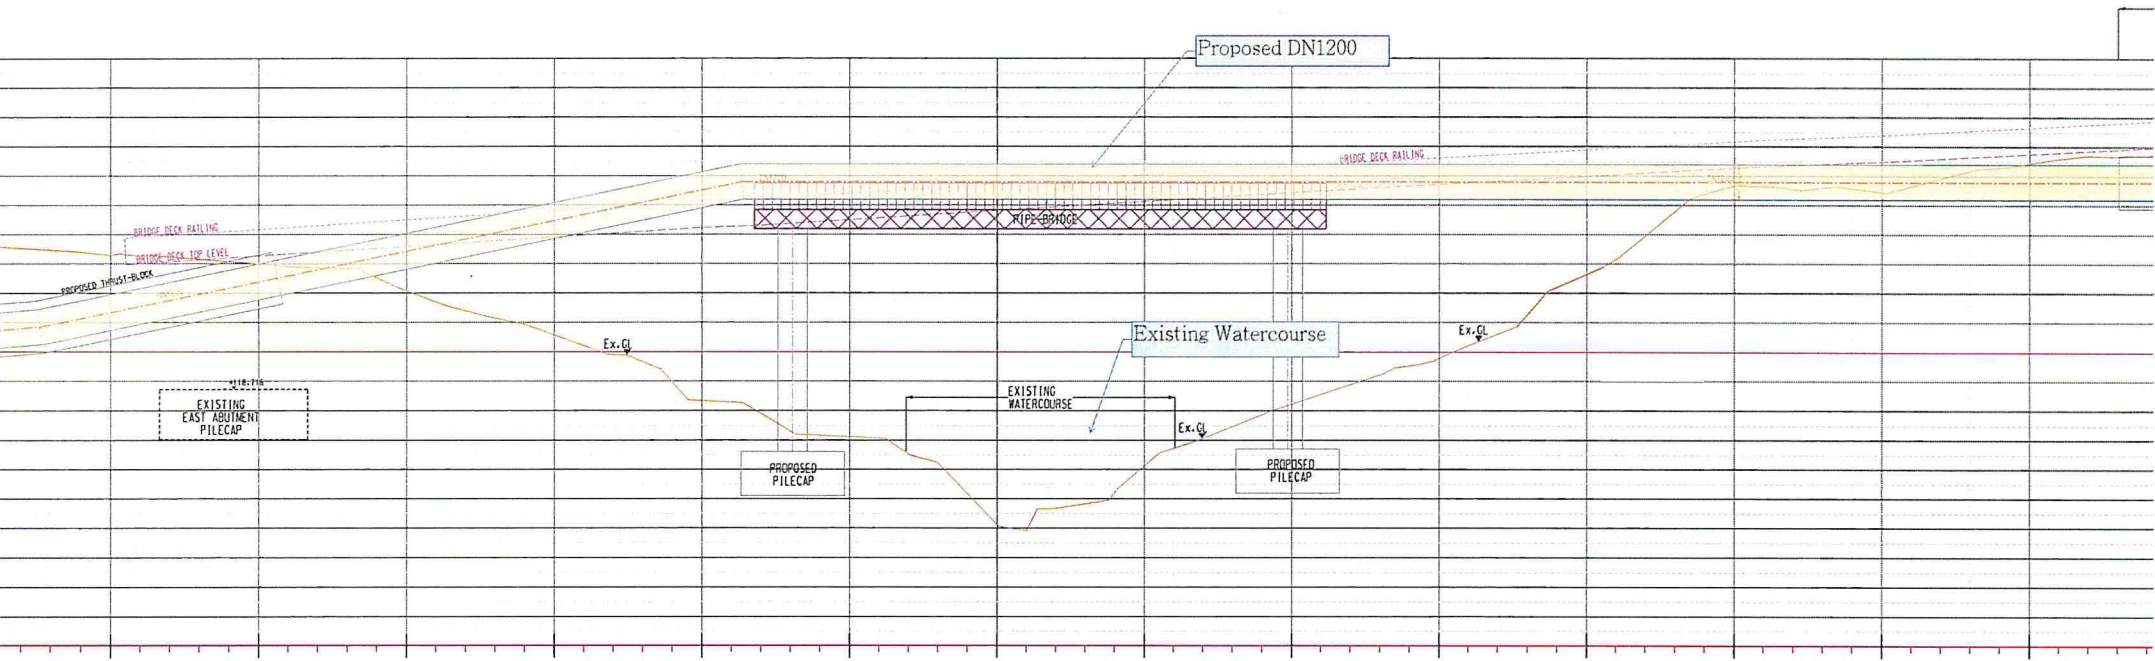 Proposed DN1200
BRIDGE DECK RAILING
BRIDGE DECK RAILING
BRIDGE DECK TOP LEVEL
PROPOSED THRUST-BLOCK
PIPE-BRIDGE
Ex.GL
Existing Watercourse
Ex.GL
+118.716
EXISTING
EAST ABUTMENT
PILECAP
EXISTING
WATERCOURSE
Ex.GL
PROPOSED
PILECAP
PROPOSED
PILECAP